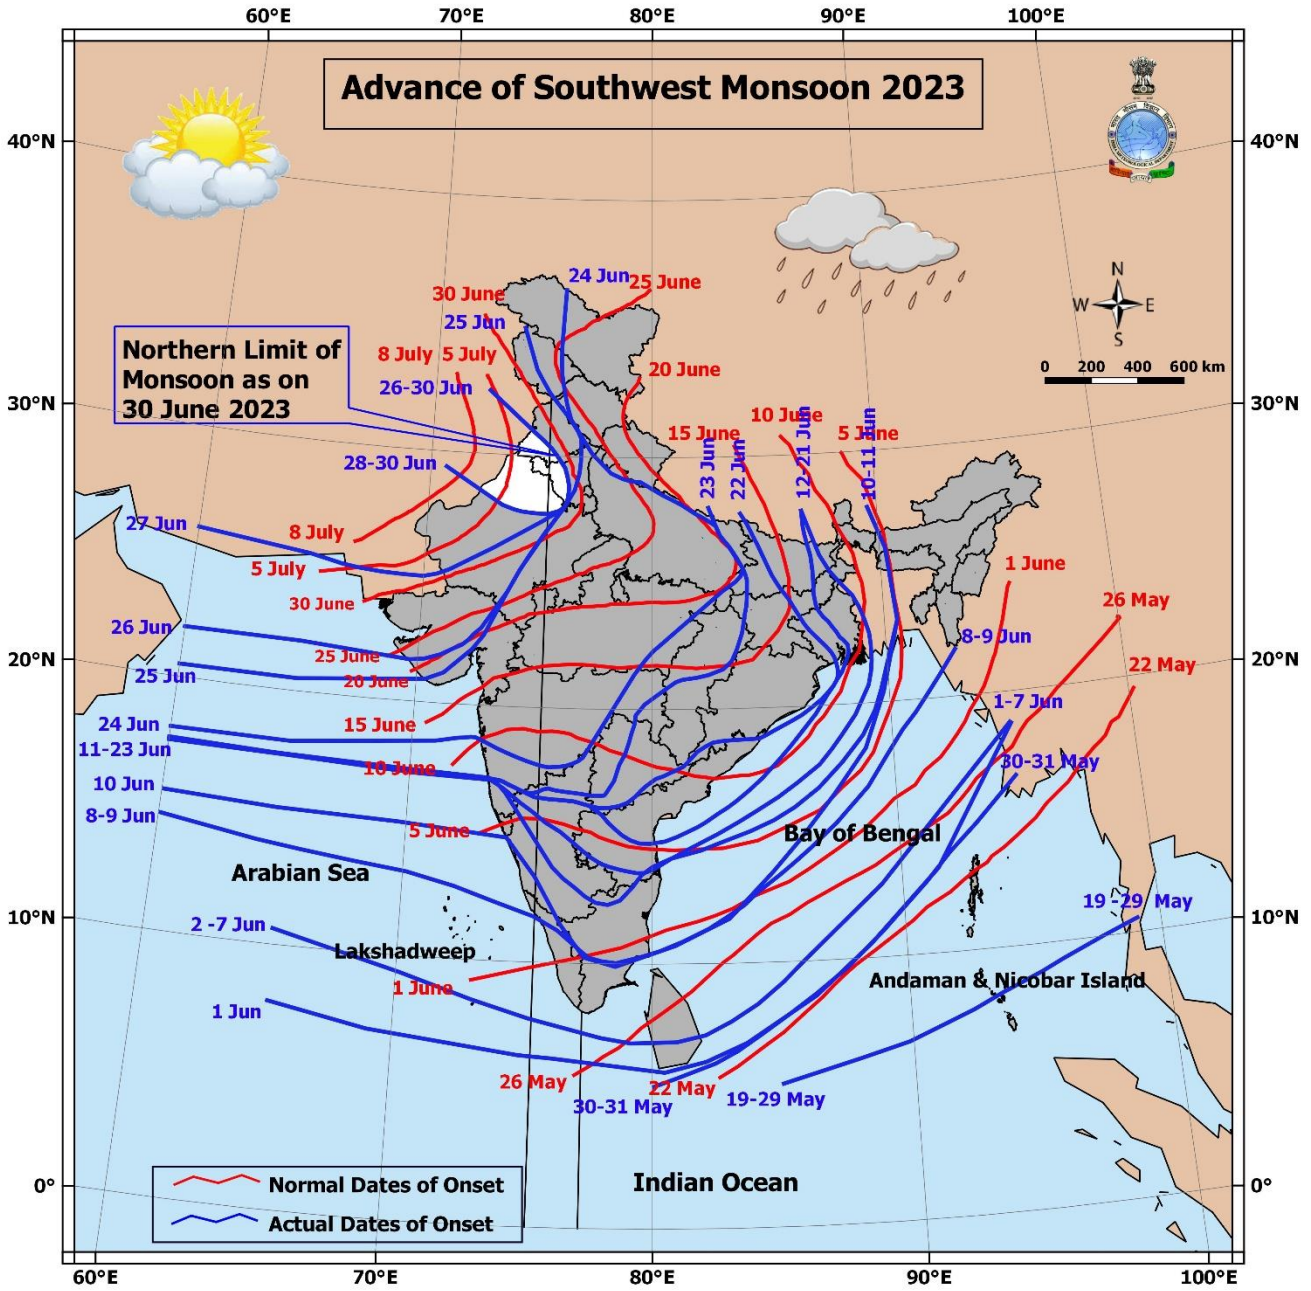 60°E 70°E 80°E 90°E 100°E
Advance of Southwest Monsoon 2023
40°N 40°N
N
W E
S
24 Jun 25 June
30 June
25 Jun
Northern Limit of
Monsoon as on
30 June 2023
8 July 5 July
26-30 Jun
20 June
0 200 400 600 km
30°N 30°N
10 June
15 June 5 June
23 Jun
22 Jun
12-21 Jun
10-11 Jun
28-30 Jun
27 Jun
8 July
5 July
30 June
1 June
26 May
26 Jun
8-9 Jun
20°N 20°N
25 June
22 May
25 Jun
20 June
1-7 Jun
24 Jun
15 June
11-23 Jun
10 June
30-31 May
10 Jun
8-9 Jun
5 June
Bay of Bengal
Arabian Sea
19 -29 May
10°N 10°N
2 -7 Jun
Lakshadweep
Andaman & Nicobar Island
1 June
1 Jun
26 May
22 May
19-29 May
30-31 May
Indian Ocean
0° 0°
Normal Dates of Onset
Actual Dates of Onset
60°E 70°E 80°E 90°E 100°E